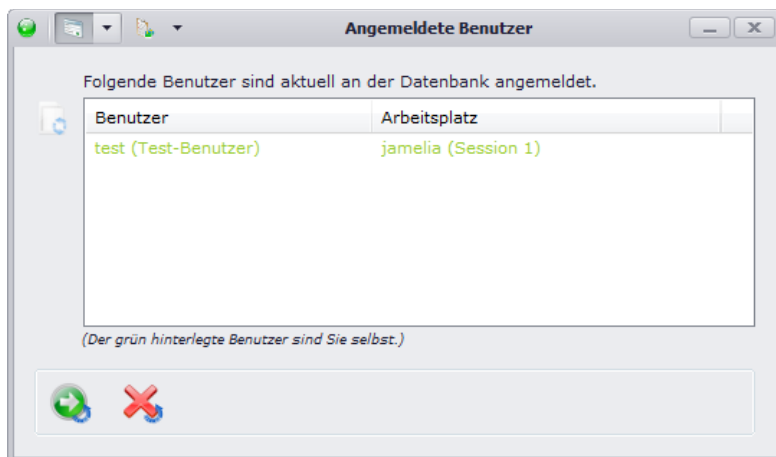 Angemeldete Benutzer
Folgende Benutzer sind aktuell an der Datenbank angemeldet.
Benutzer Arbeitsplatz
test (Test-Benutzer) jamelia (Session 1)
(Der grün hinterlegte Benutzer sind Sie selbst.)